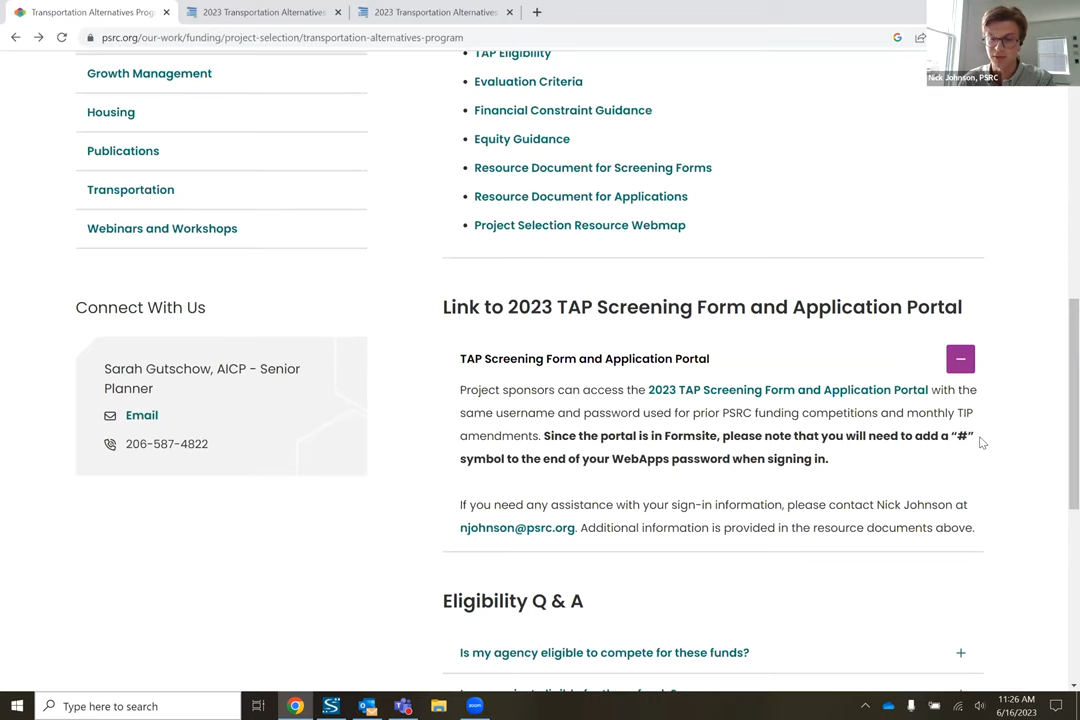 Transportation Alternatives Prog
2023 Transportation Alternatives
2023 Transportation Alternatives
psrc.org/our-work/funding/project-selection/transportation-alternatives-program
Nick Johnson, PSRC
Growth Management
Housing
Publications
Transportation
Webinars and Workshops
Connect With Us
Sarah Gutschow, AICP - Senior
Planner
Email
206-587-4822
TAP Eligibility
Evaluation Criteria
Financial Constraint Guidance
Equity Guidance
Resource Document for Screening Forms
Resource Document for Applications
Project Selection Resource Webmap
Link to 2023 TAP Screening Form and Application Portal
TAP Screening Form and Application Portal
Project sponsors can access the 2023 TAP Screening Form and Application Portal with the
same username and password used for prior PSRC funding competitions and monthly TIP
amendments. Since the portal is in Formsite, please note that you will need to add a “#”
symbol to the end of your WebApps password when signing in.
If you need any assistance with your sign-in information, please contact Nick Johnson at
njohnson@psrc.org. Additional information is provided in the resource documents above.
Eligibility Q & A
Is my agency eligible to compete for these funds?
Type here to search
11:26 AM
6/16/2023